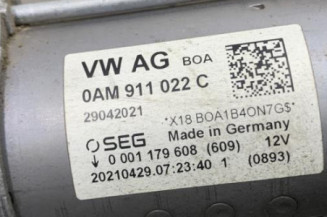 VW AG BOA
0AM 911 022 C
29042021
*X18 BOA1B4ON7G$*
SEG Made in Germany
↓ 0 001 179 608 (609) 12V
20210429.07:23:40 1 (0893)